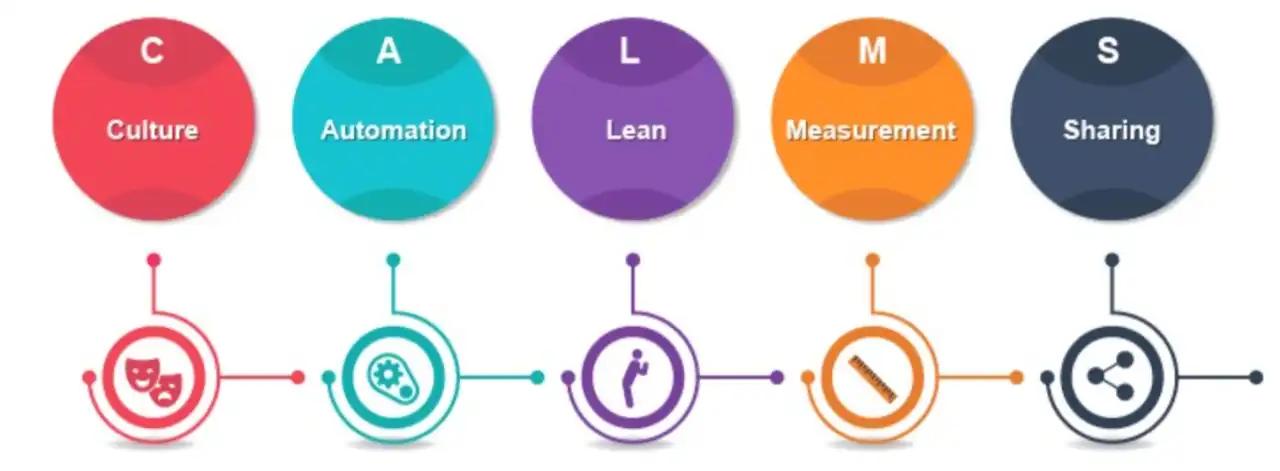 C
Culture
A
Automation
L
Lean
M
Measurement
S
Sharing